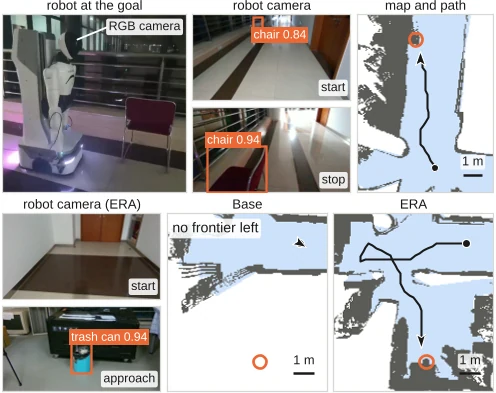 robot at the goal
robot camera
map and path
RGB camera
chair 0.84
start
chair 0.94
stop
1 m
robot camera (ERA)
Base
ERA
start
no frontier left
trash can 0.94
approach
1 m
1 m